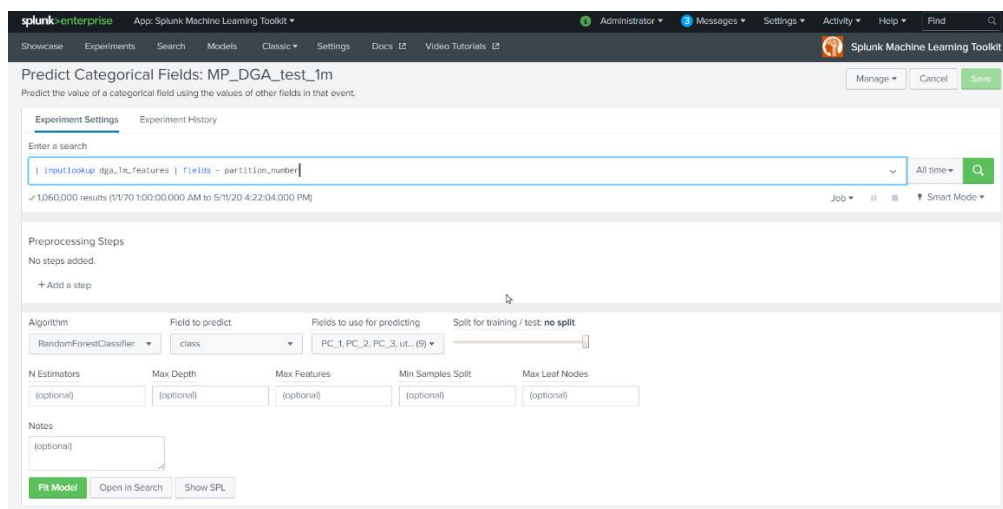 splunk>enterprise App: Splunk Machine Learning Toolkit Administrator 3 Messages Settings Activity Help Find
Showcase Experiments Search Models Classic Settings Docs Video Tutorials Splunk Machine Learning Toolkit
Predict Categorical Fields: MP_DGA_test_1m Manage Cancel Save
Predict the value of a categorical field using the values of other fields in that event.
Experiment Settings Experiment History
Enter a search
| inputlookup dga_1m_features | fields - partition_number All time
✓ 1,060,000 results (1/1/70 1:00:00.000 AM to 5/11/20 4:22:04.000 PM) Job Smart Mode
Preprocessing Steps
No steps added.
+ Add a step
Algorithm Field to predict Fields to use for predicting Split for training / test: no split
RandomForestClassifier class PC_1, PC_2, PC_3, ut... (9)
N Estimators Max Depth Max Features Min Samples Split Max Leaf Nodes
(optional) (optional) (optional) (optional) (optional)
Notes
(optional)
Fit Model Open in Search Show SPL